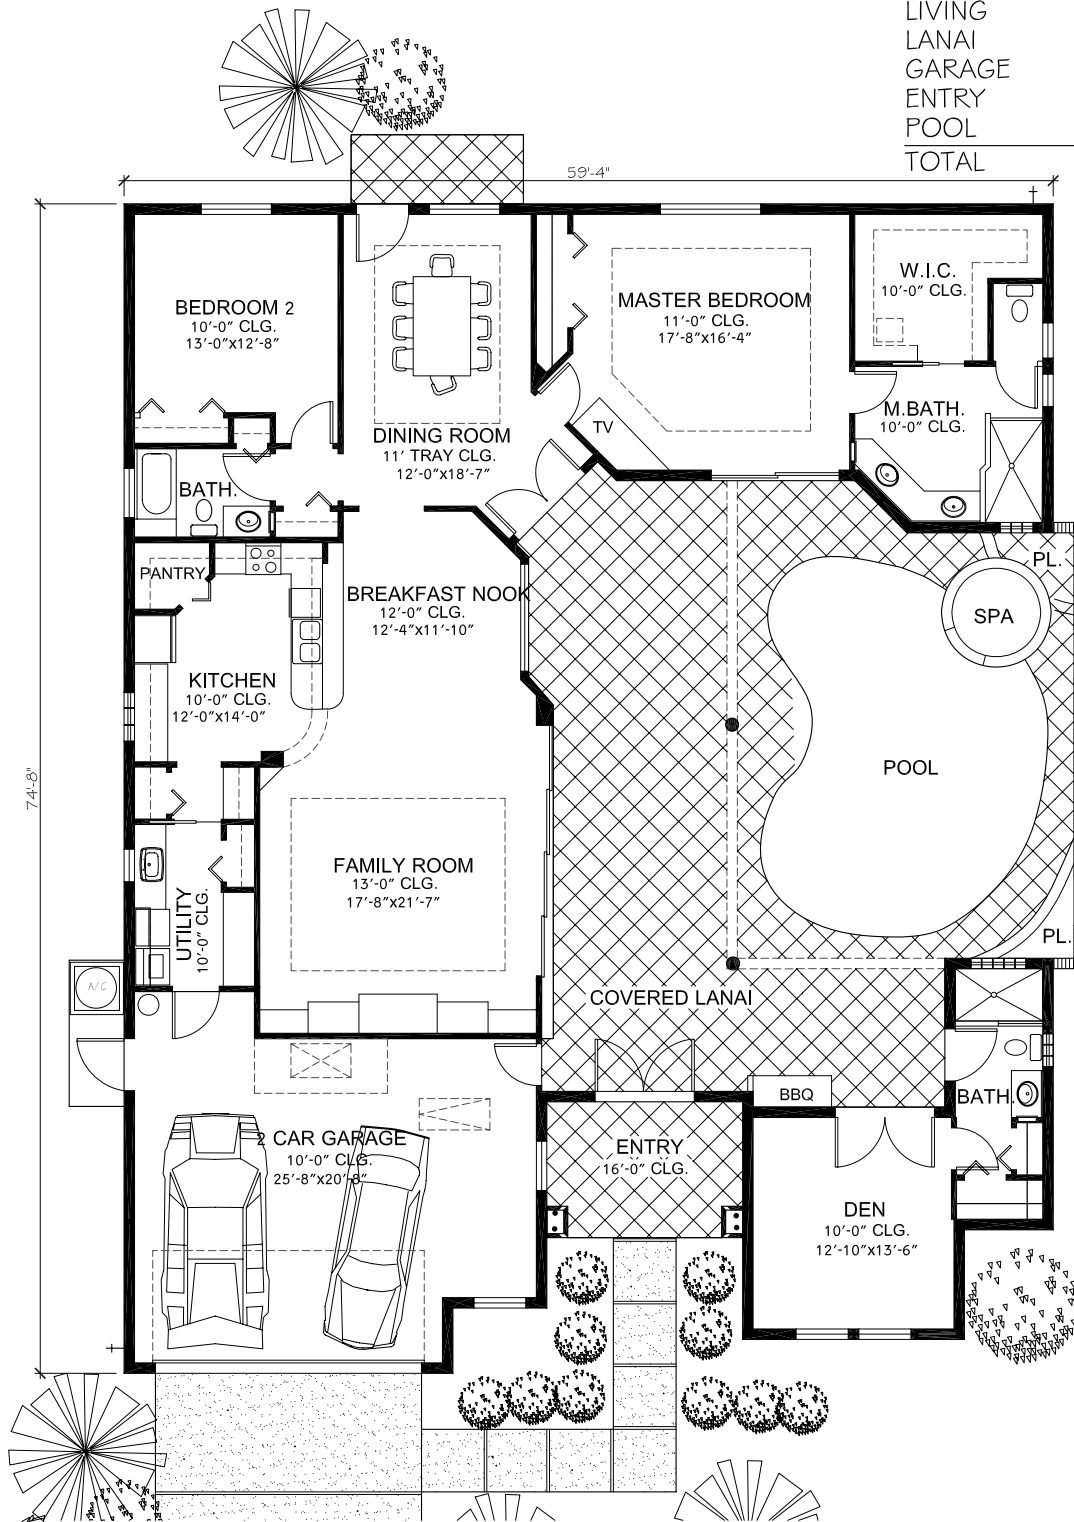 LIVING
LANAI
GARAGE
ENTRY
POOL
TOTAL
59'-4"
74'-8"
BEDROOM 2
10'-0" CLG.
13'-0"x12'-8"
DINING ROOM
11' TRAY CLG.
12'-0"x18'-7"
MASTER BEDROOM
11'-0" CLG.
17'-8"x16'-4"
TV
W.I.C.
10'-0" CLG.
M.BATH.
10'-0" CLG.
BATH.
PANTRY
BREAKFAST NOOK
12'-0" CLG.
12'-4"x11'-10"
PL.
SPA
KITCHEN
10'-0" CLG.
12'-0"x14'-0"
POOL
FAMILY ROOM
13'-0" CLG.
17'-8"x21'-7"
UTILITY
10'-0" CLG.
PL.
A/C
COVERED LANAI
BBQ
BATH.
2 CAR GARAGE
10'-0" CLG.
25'-8"x20'-8"
ENTRY
16'-0" CLG.
DEN
10'-0" CLG.
12'-10"x13'-6"